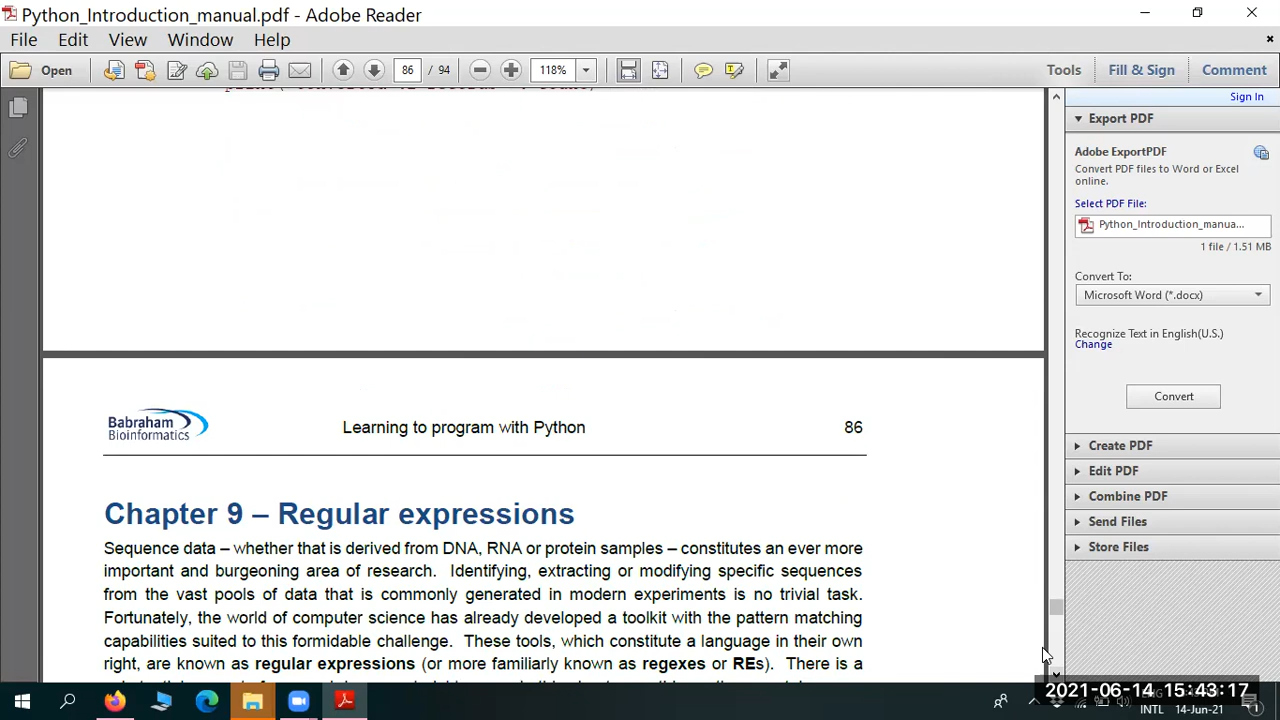 Python_Introduction_manual.pdf - Adobe Reader
File Edit View Window Help
Open 86 / 94 118% Tools Fill & Sign Comment
Sign In
Export PDF
Adobe ExportPDF
Convert PDF files to Word or Excel
online.
Select PDF File:
Python_Introduction_manua...
1 file / 1.51 MB
Convert To:
Microsoft Word (*.docx)
Recognize Text in English(U.S.)
Change
Convert
Create PDF
Edit PDF
Combine PDF
Send Files
Store Files
Babraham
Bioinformatics
Learning to program with Python 86
Chapter 9 – Regular expressions
Sequence data – whether that is derived from DNA, RNA or protein samples – constitutes an ever more
important and burgeoning area of research. Identifying, extracting or modifying specific sequences
from the vast pools of data that is commonly generated in modern experiments is no trivial task.
Fortunately, the world of computer science has already developed a toolkit with the pattern matching
capabilities suited to this formidable challenge. These tools, which constitute a language in their own
right, are known as regular expressions (or more familiarly known as regexes or REs). There is a
2021-06-14 15:43:17
INTL 14-Jun-21